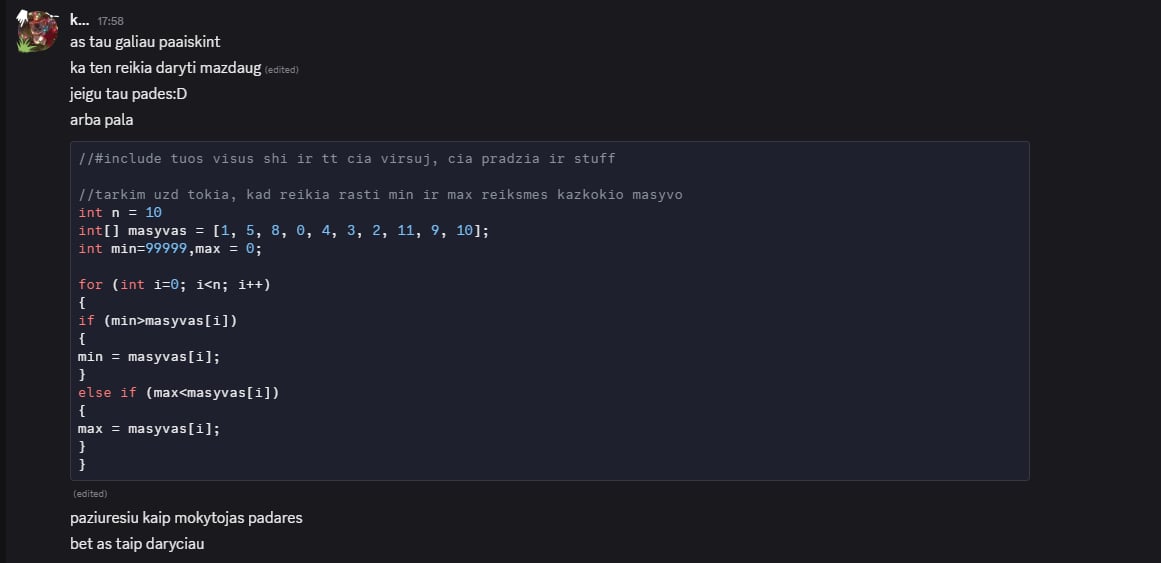 k... 17:58
as tau galiau paaiskint
ka ten reikia daryti mazdaug (edited)
jeigu tau pades:D
arba pala
//#include tuos visus shi ir tt cia virsuj, cia pradzia ir stuff
//tarkim uzd tokia, kad reikia rasti min ir max reiksmes kazkokio masyvo
int n = 10
int[] masyvas = [1, 5, 8, 0, 4, 3, 2, 11, 9, 10];
int min=99999,max = 0;
for (int i=0; i<n; i++)
{
if (min>masyvas[i])
{
min = masyvas[i];
}
else if (max<masyvas[i])
{
max = masyvas[i];
}
}
(edited)
paziuresiu kaip mokytojas padares
bet as taip daryciau